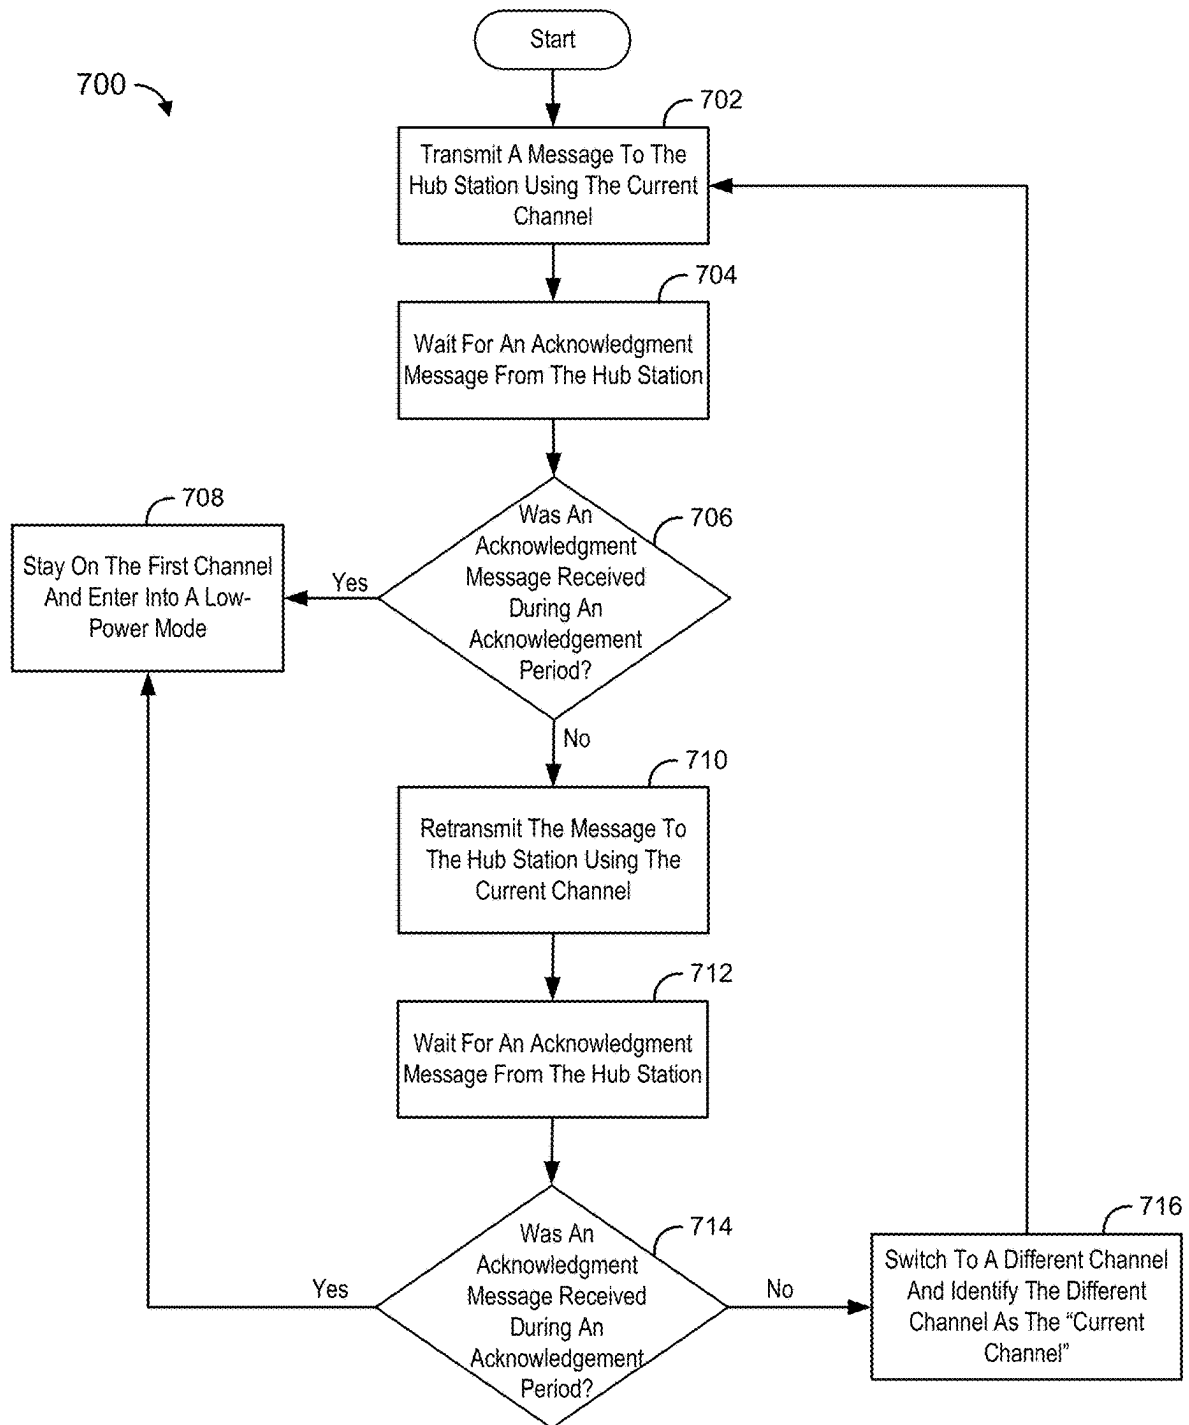 Start
700
702
Transmit A Message To The
Hub Station Using The Current
Channel
704
Wait For An Acknowledgment
Message From The Hub Station
706
Was An
Acknowledgment
Message Received
During An
Acknowledgement
Period?
Yes
708
Stay On The First Channel
And Enter Into A Low-
Power Mode
No
710
Retransmit The Message To
The Hub Station Using The
Current Channel
712
Wait For An Acknowledgment
Message From The Hub Station
714
Was An
Acknowledgment
Message Received
During An
Acknowledgement
Period?
Yes
No
716
Switch To A Different Channel
And Identify The Different
Channel As The “Current
Channel”